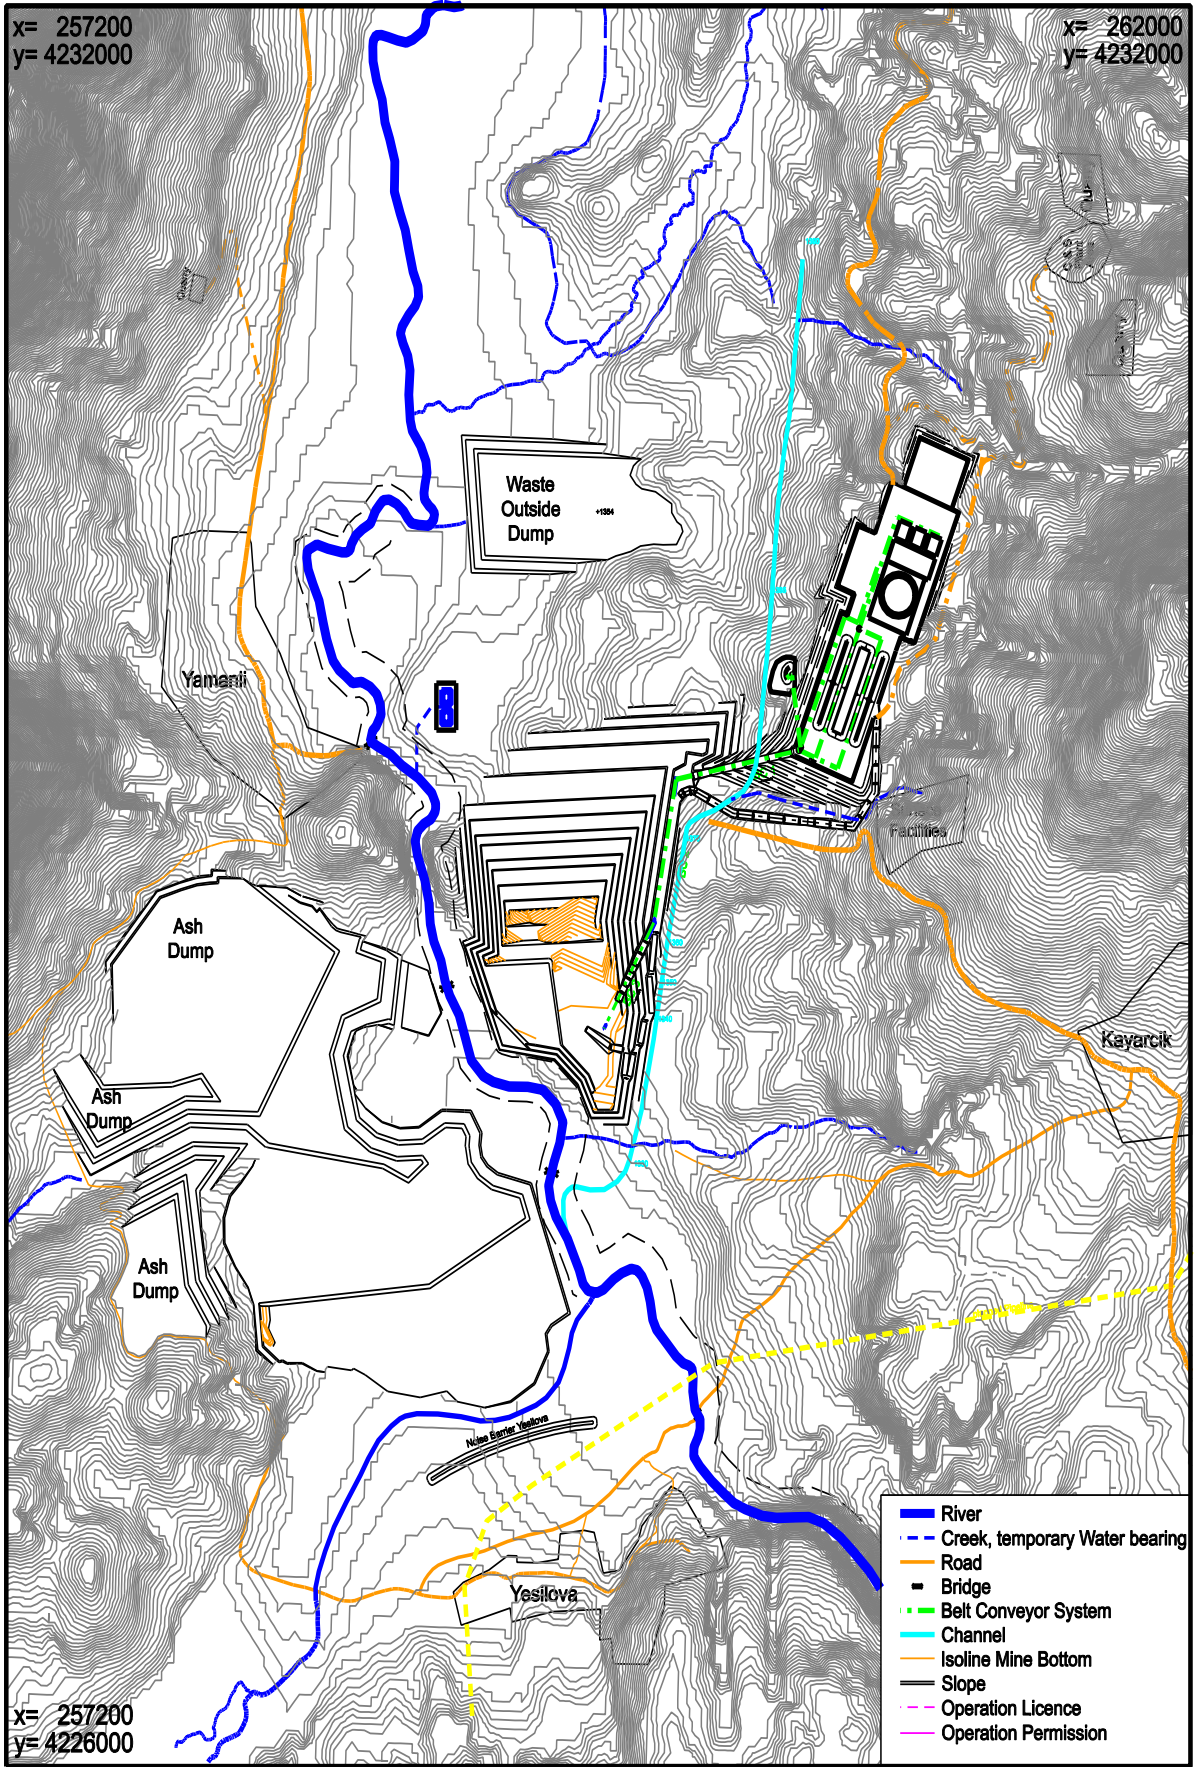 x= 257200
y= 4232000
x= 262000
y= 4232000
Quarry
Waste
Outside
Dump
+1354
Yamanli
Facilities
Ash
Dump
Kayarcik
Ash
Dump
Ash
Dump
Noise Barrier Yesilova
Yesilova
River
Creek, temporary Water bearing
Road
Bridge
Belt Conveyor System
Channel
Isoline Mine Bottom
Slope
Operation Licence
Operation Permission
x= 257200
y= 4226000